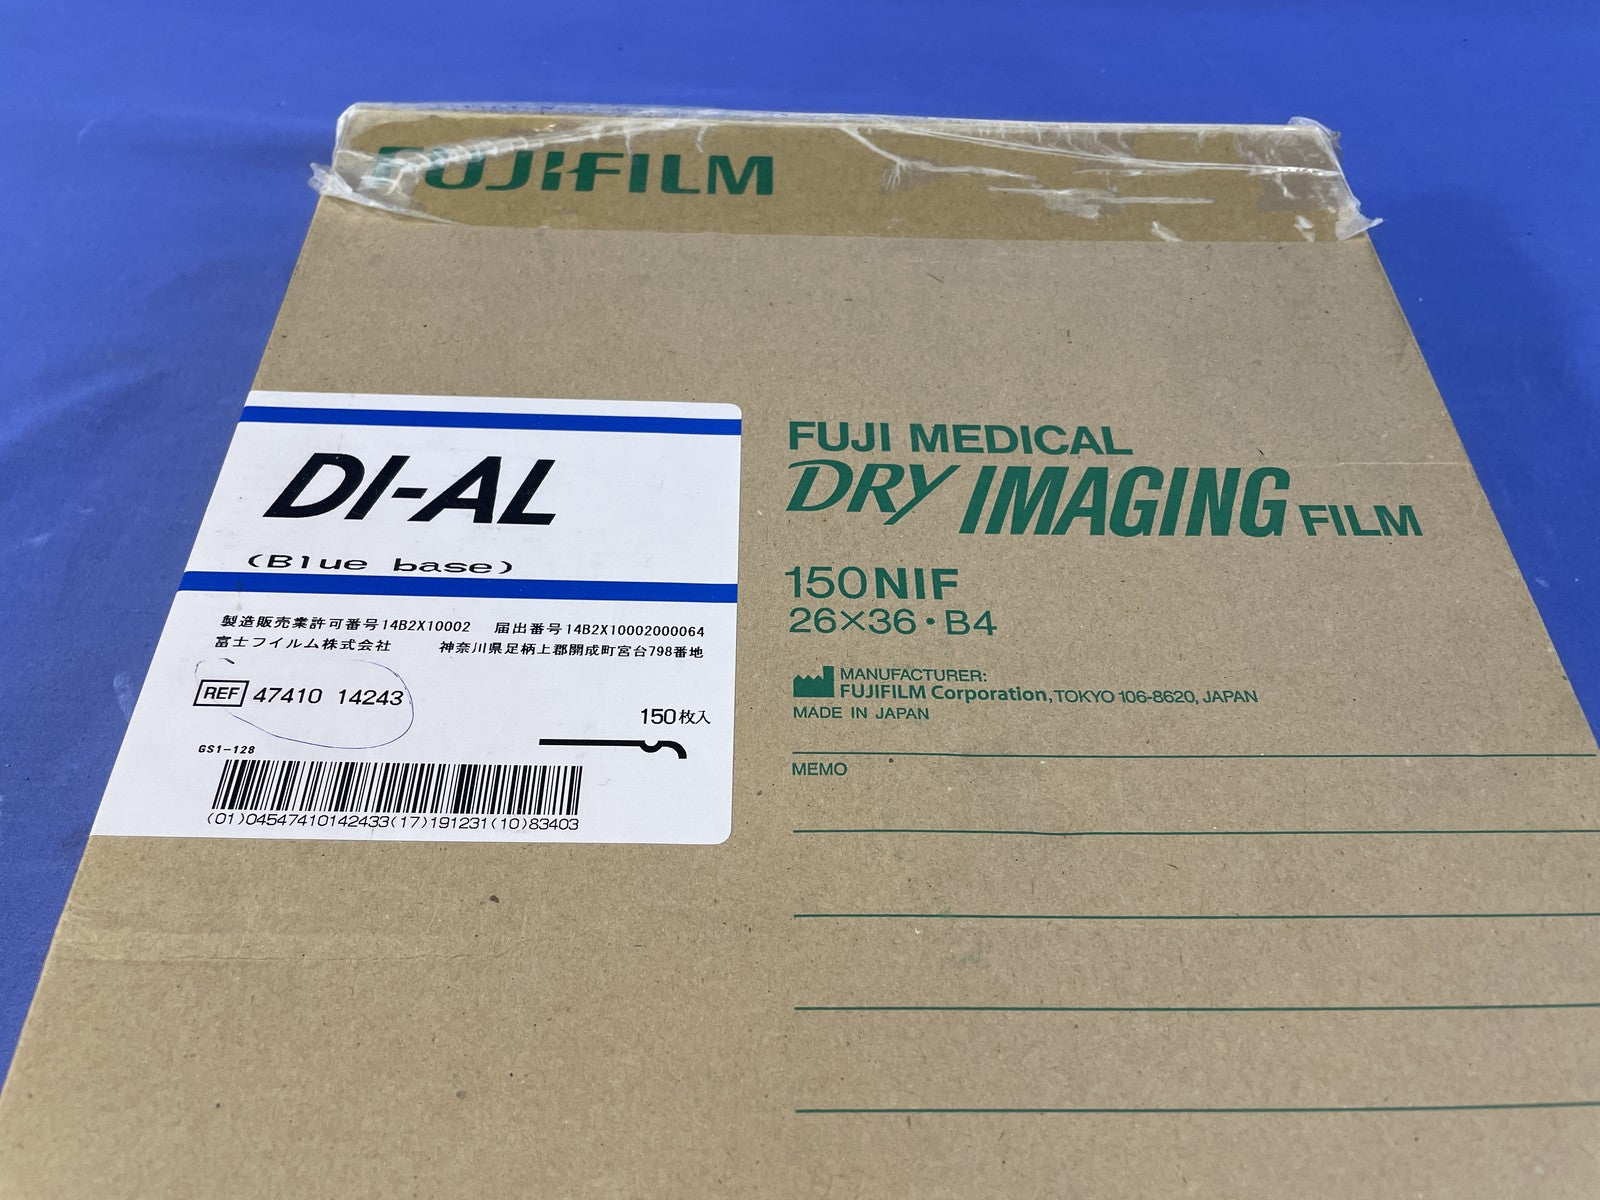 FUJIFILM
DI-AL
(Blue base)
製造販売業許可番号14B2X10002 届出番号14B2X10002000064
富士フイルム株式会社 神奈川県足柄上郡開成町宮台798番地
REF 47410 14243
150枚入
GS1-128
(01)04547410142433(17)191231(10)83403
FUJI MEDICAL
DRY IMAGING FILM
150NIF
26×36・B4
MANUFACTURER:
FUJIFILM Corporation, TOKYO 106-8620, JAPAN
MADE IN JAPAN
MEMO